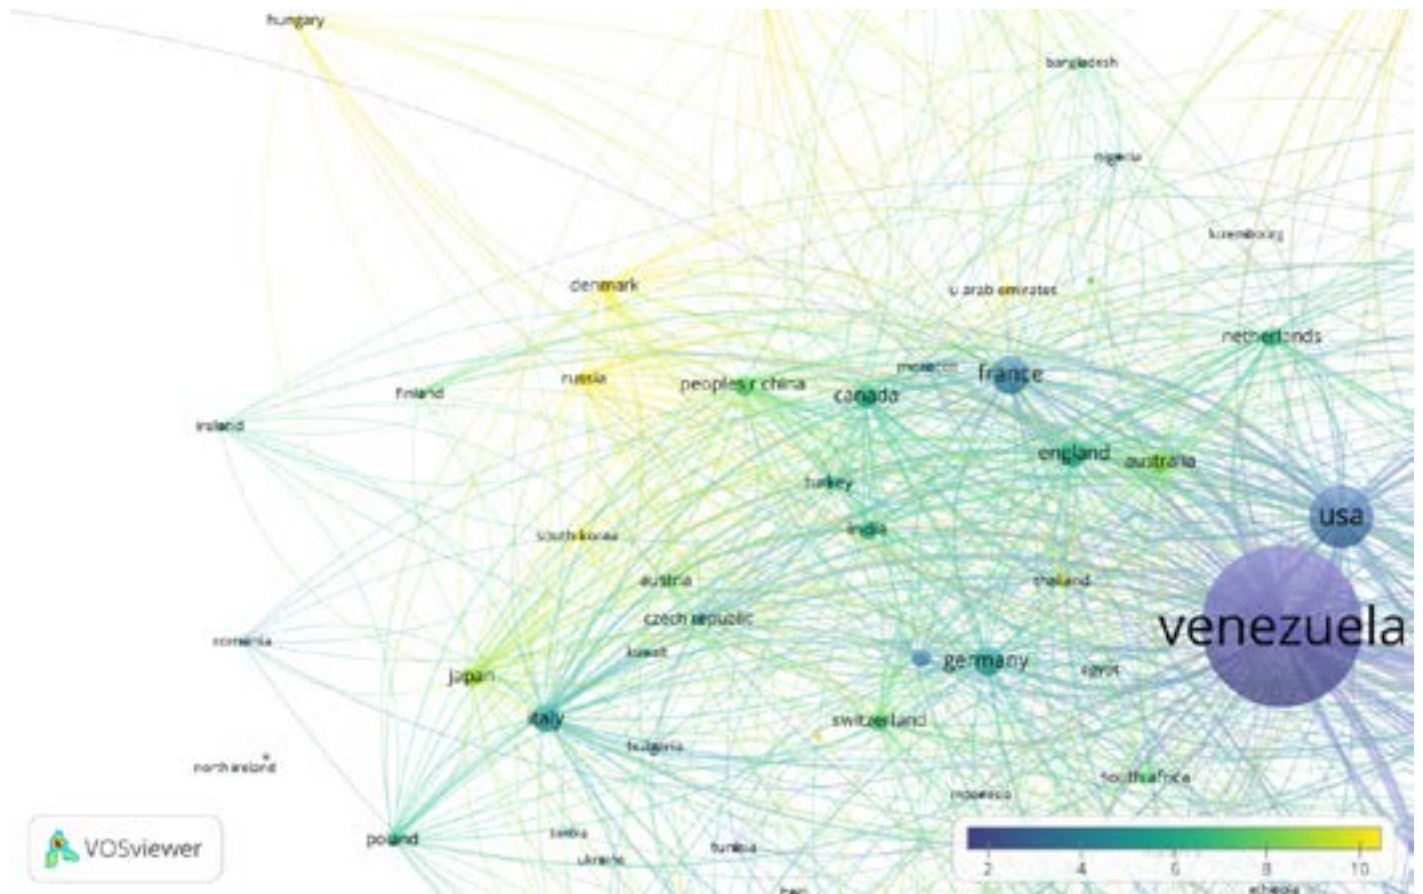 hungary
bangladesh
nigeria
luxembourg
denmark
u arab emirates
netherlands
russia
peoples r china
morocco
france
finland
canada
ireland
england
australia
turkey
usa
india
south korea
austria
thailand
czech republic
venezuela
romania
kuwait
germany
egypt
japan
italy
switzerland
bulgaria
north ireland
south africa
indonesia
poland
ukraine
tunisia
VOSviewer
2 4 6 8 10
ethiopia